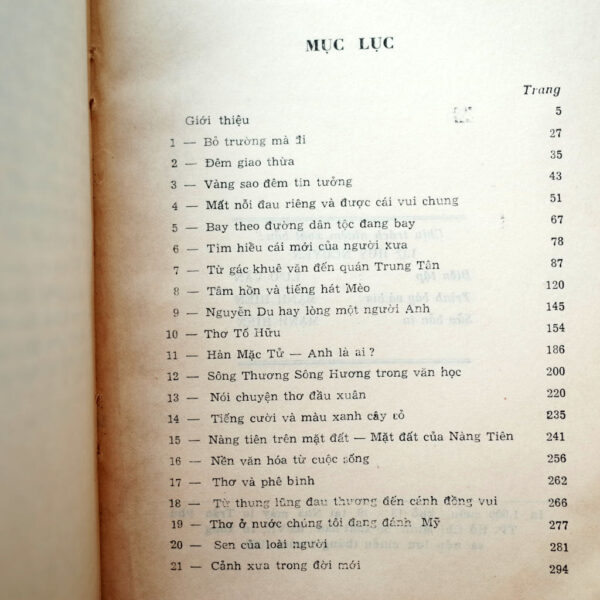 MỤC LỤC
Trang
Giới thiệu 5
1 — Bỏ trường mà đi 27
2 — Đêm giao thừa 35
3 — Vàng sao đêm tin tưởng 43
4 — Mất nỗi đau riêng và được cái vui chung 51
5 — Bay theo đường dân tộc đang bay 67
6 — Tìm hiểu cái mới của người xưa 78
7 — Từ gác khuê văn đến quán Trung Tân 87
8 — Tâm hồn và tiếng hát Mèo 120
9 — Nguyễn Du hay lòng một người Anh 145
10 — Thơ Tố Hữu 154
11 — Hàn Mặc Tử — Anh là ai ? 186
12 — Sông Thương Sông Hương trong văn học 200
13 — Nói chuyện thơ đầu xuân 220
14 — Tiếng cười và màu xanh cây cỏ 235
15 — Nàng tiên trên mặt đất — Mặt đất của Nàng Tiên 241
16 — Nền văn hóa từ cuộc sống 256
17 — Thơ và phê bình 262
18 — Từ thung lũng đau thương đến cánh đồng vui 266
19 — Thơ ở nước chúng tôi đang đánh Mỹ 277
20 — Sen của loài người 281
21 — Cảnh xưa trong đời mới 294